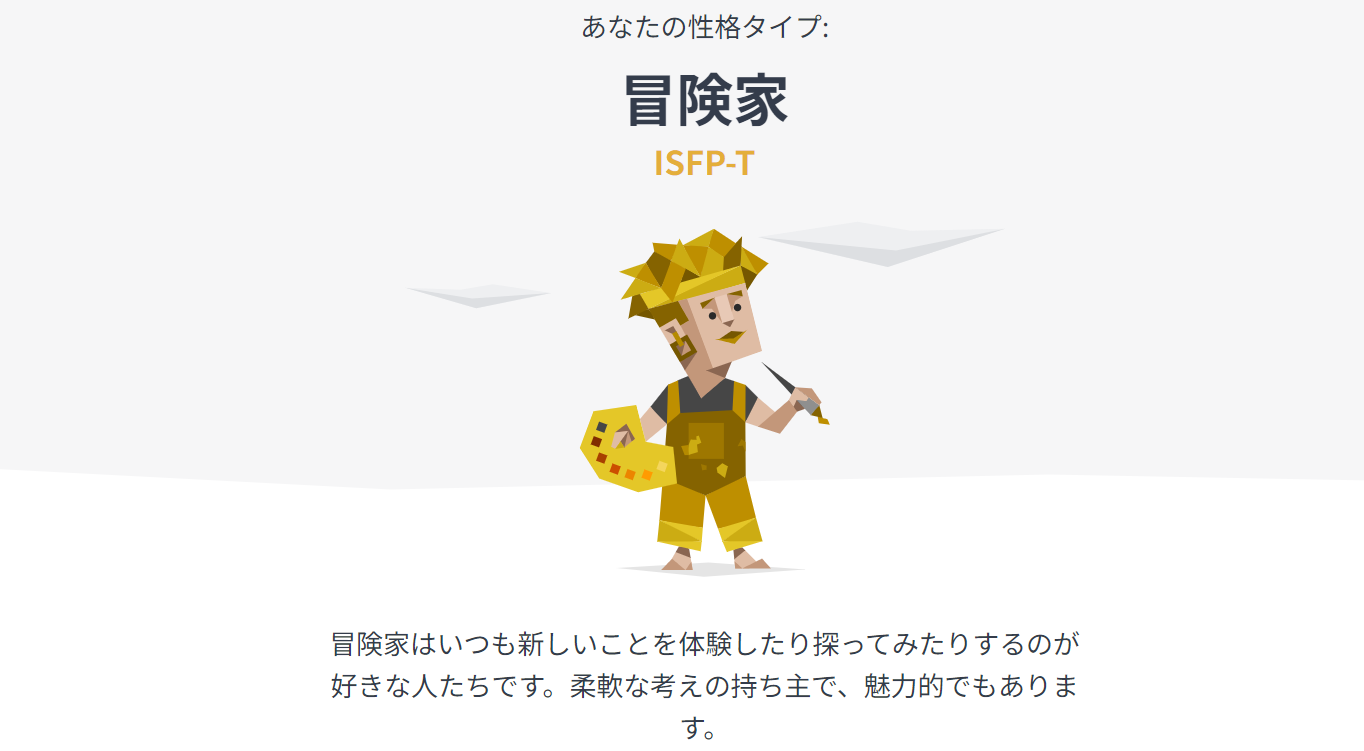 あなたの性格タイプ:
冒険家
ISFP-T
冒険家はいつも新しいことを体験したり探ってみたりするのが
好きな人たちです。柔軟な考えの持ち主で、魅力的でもありま
す。